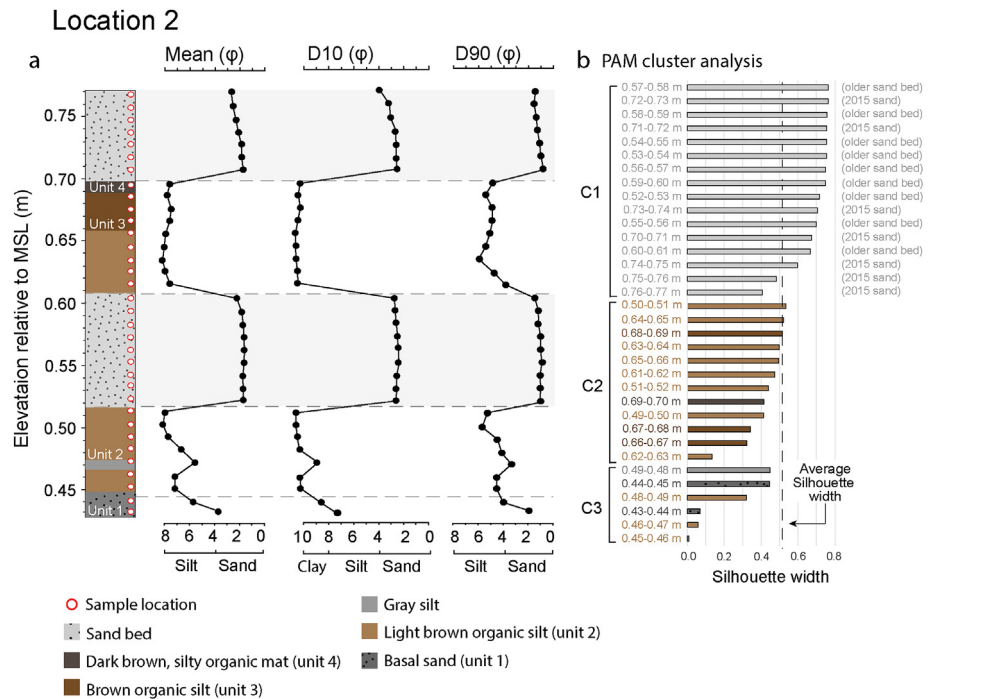 Location 2
a
Mean (φ)
D10 (φ)
D90 (φ)
b PAM cluster analysis
Elevataion relative to MSL (m)
0.75
0.70
0.65
0.60
0.55
0.50
0.45
Unit 4
Unit 3
Unit 2
Unit 1
8 6 4 2 0
Silt Sand
10 8 6 4 2 0
Clay Silt Sand
8 4 2 0
Silt Sand
C1
0.57-0.58 m (older sand bed)
0.72-0.73 m (2015 sand)
0.58-0.59 m (older sand bed)
0.71-0.72 m (2015 sand)
0.54-0.55 m (older sand bed)
0.53-0.54 m (older sand bed)
0.56-0.57 m (older sand bed)
0.59-0.60 m (older sand bed)
0.52-0.53 m (older sand bed)
0.73-0.74 m (2015 sand)
0.55-0.56 m (older sand bed)
0.70-0.71 m (2015 sand)
0.60-0.61 m (older sand bed)
0.74-0.75 m (2015 sand)
0.75-0.76 m (2015 sand)
0.76-0.77 m (2015 sand)
C2
0.50-0.51 m
0.64-0.65 m
0.68-0.69 m
0.63-0.64 m
0.65-0.66 m
0.61-0.62 m
0.51-0.52 m
0.69-0.70 m
0.49-0.50 m
0.67-0.68 m
0.66-0.67 m
0.62-0.63 m
C3
0.49-0.48 m
0.44-0.45 m
0.48-0.49 m
0.43-0.44 m
0.46-0.47 m
0.45-0.46 m
Average
Silhouette
width
0.0 0.2 0.4 0.6 0.8
Silhouette width
Sample location
Sand bed
Dark brown, silty organic mat (unit 4)
Brown organic silt (unit 3)
Gray silt
Light brown organic silt (unit 2)
Basal sand (unit 1)